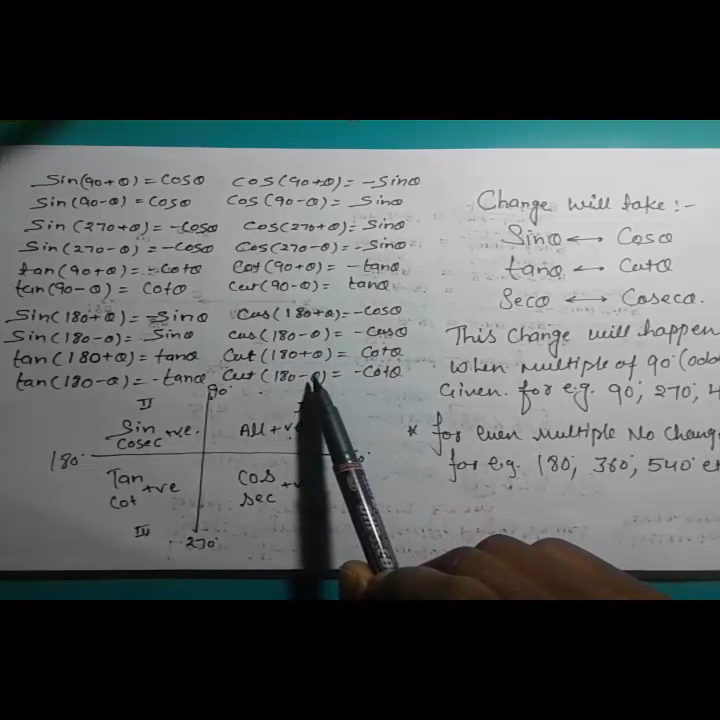 Sin(90+θ) = Cosθ
Cos(90+θ) = -Sinθ
Sin(90-θ) = Cosθ
Cos(90-θ) = Sinθ
Sin(270+θ) = -Cosθ
Cos(270+θ) = Sinθ
Sin(270-θ) = -Cosθ
Cos(270-θ) = -Sinθ
tan(90+θ) = -Cotθ
Cot(90+θ) = -tanθ
tan(90-θ) = Cotθ
Cot(90-θ) = tanθ
Sin(180+θ) = -Sinθ
Cos(180+θ) = -Cosθ
Sin(180-θ) = Sinθ
Cos(180-θ) = -Cosθ
tan(180+θ) = tanθ
Cot(180+θ) = Cotθ
tan(180-θ) = -tanθ
Cot(180-θ) = -Cotθ
90°
II
Sin +ve.
Cosec
All +ve
180°
Tan +ve
Cot
Cos
Sec
III
270°
Change will take :-
Sinθ ↔ Cosθ
tanθ ↔ Cotθ
Secθ ↔ Cosecθ.
This Change will happen
when multiple of 90° (odd
Given. for e.g. 90°, 270°, 4
* for even multiple No Chang
for e.g. 180°, 360°, 540° et